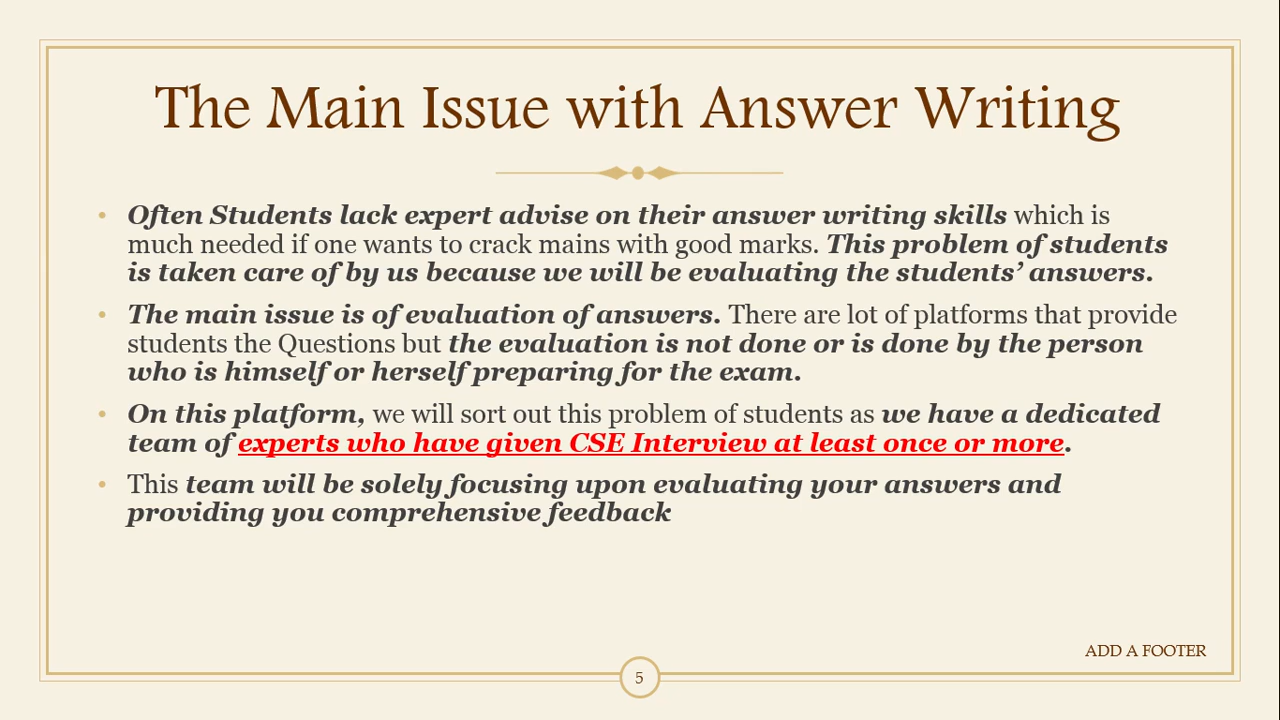 The Main Issue with Answer Writing
• Often Students lack expert advise on their answer writing skills which is
much needed if one wants to crack mains with good marks. This problem of students
is taken care of by us because we will be evaluating the students’ answers.
• The main issue is of evaluation of answers. There are lot of platforms that provide
students the Questions but the evaluation is not done or is done by the person
who is himself or herself preparing for the exam.
• On this platform, we will sort out this problem of students as we have a dedicated
team of experts who have given CSE Interview at least once or more.
• This team will be solely focusing upon evaluating your answers and
providing you comprehensive feedback
ADD A FOOTER
5